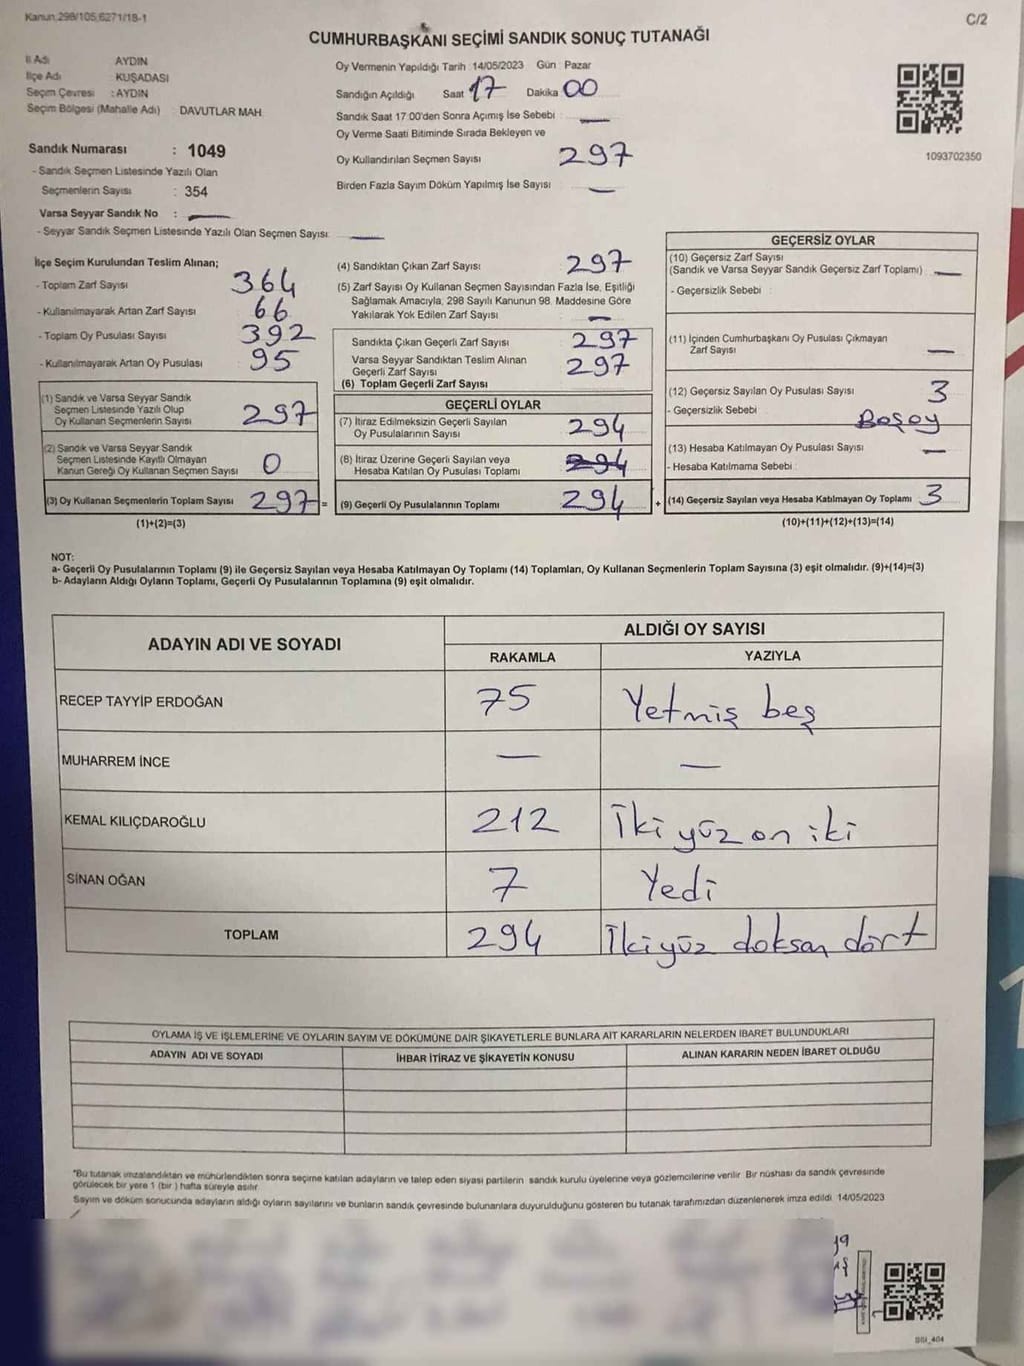 Kanun:298/105,6271/18-1
C/2
CUMHURBAŞKANI SEÇİMİ SANDIK SONUÇ TUTANAĞI
İl Adı AYDIN
İlçe Adı : KUŞADASI
Seçim Çevresi : AYDIN
Seçim Bölgesi (Mahalle Adı) : DAVUTLAR MAH.
Oy Vermenin Yapıldığı Tarih : 14/05/2023 Gün : Pazar
Sandığın Açıldığı Saat 17 Dakika 00
Sandık Saat 17:00'den Sonra Açımış İse Sebebi : —
Oy Verme Saati Bitiminde Sırada Bekleyen ve
Oy Kullandırılan Seçmen Sayısı 297
Birden Fazla Sayım Döküm Yapılmış İse Sayısı —
1093702350
Sandık Numarası : 1049
- Sandık Seçmen Listesinde Yazılı Olan
Seçmenlerin Sayısı : 354
Varsa Seyyar Sandık No : —
- Seyyar Sandık Seçmen Listesinde Yazılı Olan Seçmen Sayısı: —
İlçe Seçim Kurulundan Teslim Alınan;
- Toplam Zarf Sayısı 364
- Kullanılmayarak Artan Zarf Sayısı 66
- Toplam Oy Pusulası Sayısı 392
- Kullanılmayarak Artan Oy Pusulası 95
(1) Sandık ve Varsa Seyyar Sandık
Seçmen Listesinde Yazılı Olup
Oy Kullanan Seçmenlerin Sayısı 297
(2) Sandık ve Varsa Seyyar Sandık
Seçmen Listesinde Kayıtlı Olmayan
Kanun Gereği Oy Kullanan Seçmen Sayısı 0
(3) Oy Kullanan Seçmenlerin Toplam Sayısı 297 =
(1)+(2)=(3)
(4) Sandıktan Çıkan Zarf Sayısı 297
(5) Zarf Sayısı Oy Kullanan Seçmen Sayısından Fazla İse, Eşitliği
Sağlamak Amacıyla, 298 Sayılı Kanunun 98. Maddesine Göre
Yakılarak Yok Edilen Zarf Sayısı —
Sandıkta Çıkan Geçerli Zarf Sayısı 297
Varsa Seyyar Sandıktan Teslim Alınan
Geçerli Zarf Sayısı 297
(6) Toplam Geçerli Zarf Sayısı
GEÇERLİ OYLAR
(7) İtiraz Edilmeksizin Geçerli Sayılan
Oy Pusulalarının Sayısı 294
(8) İtiraz Üzerine Geçerli Sayılan veya
Hesaba Katılan Oy Pusulası Toplamı 294
(9) Geçerli Oy Pusulalarının Toplamı 294 +
GEÇERSİZ OYLAR
(10) Geçersiz Zarf Sayısı
(Sandık ve Varsa Seyyar Sandık Geçersiz Zarf Toplamı) —
- Geçersizlik Sebebi :
(11) İçinden Cumhurbaşkanı Oy Pusulası Çıkmayan
Zarf Sayısı —
(12) Geçersiz Sayılan Oy Pusulası Sayısı 3
- Geçersizlik Sebebi : Boşoy
(13) Hesaba Katılmayan Oy Pusulası Sayısı —
- Hesaba Katılmama Sebebi :
(14) Geçersiz Sayılan veya Hesaba Katılmayan Oy Toplamı 3
(10)+(11)+(12)+(13)=(14)
NOT:
a- Geçerli Oy Pusulalarının Toplamı (9) ile Geçersiz Sayılan veya Hesaba Katılmayan Oy Toplamı (14) Toplamları, Oy Kullanan Seçmenlerin Toplam Sayısına (3) eşit olmalıdır. (9)+(14)=(3)
b- Adayların Aldığı Oyların Toplamı, Geçerli Oy Pusulalarının Toplamına (9) eşit olmalıdır.
ADAYIN ADI VE SOYADI
ALDIĞI OY SAYISI
RAKAMLA YAZIYLA
RECEP TAYYİP ERDOĞAN 75 Yetmiş beş
MUHARREM İNCE — —
KEMAL KILIÇDAROĞLU 212 İki yüz on iki
SİNAN OĞAN 7 Yedi
TOPLAM 294 İkiyüz doksan dört
OYLAMA İŞ VE İŞLEMLERİNE VE OYLARIN SAYIM VE DÖKÜMÜNE DAİR ŞİKAYETLERLE BUNLARA AİT KARARLARIN NELERDEN İBARET BULUNDUKLARI
ADAYIN ADI VE SOYADI İHBAR İTİRAZ VE ŞİKAYETİN KONUSU ALINAN KARARIN NEDEN İBARET OLDUĞU
"Bu tutanak imzalandıktan ve mühürlendikten sonra seçime katılan adayların ve talep eden siyasi partilerin sandık kurulu üyelerine veya gözlemcilerine verilir. Bir nüshası da sandık çevresinde
görülecek bir yere 1 (bir ) hafta süreyle asılır.
Sayım ve döküm sonucunda adayların aldığı oyların sayılarını ve bunların sandık çevresinde bulunanlara duyurulduğunu gösteren bu tutanak tarafımızdan düzenlenerek imza edildi. 14/05/2023